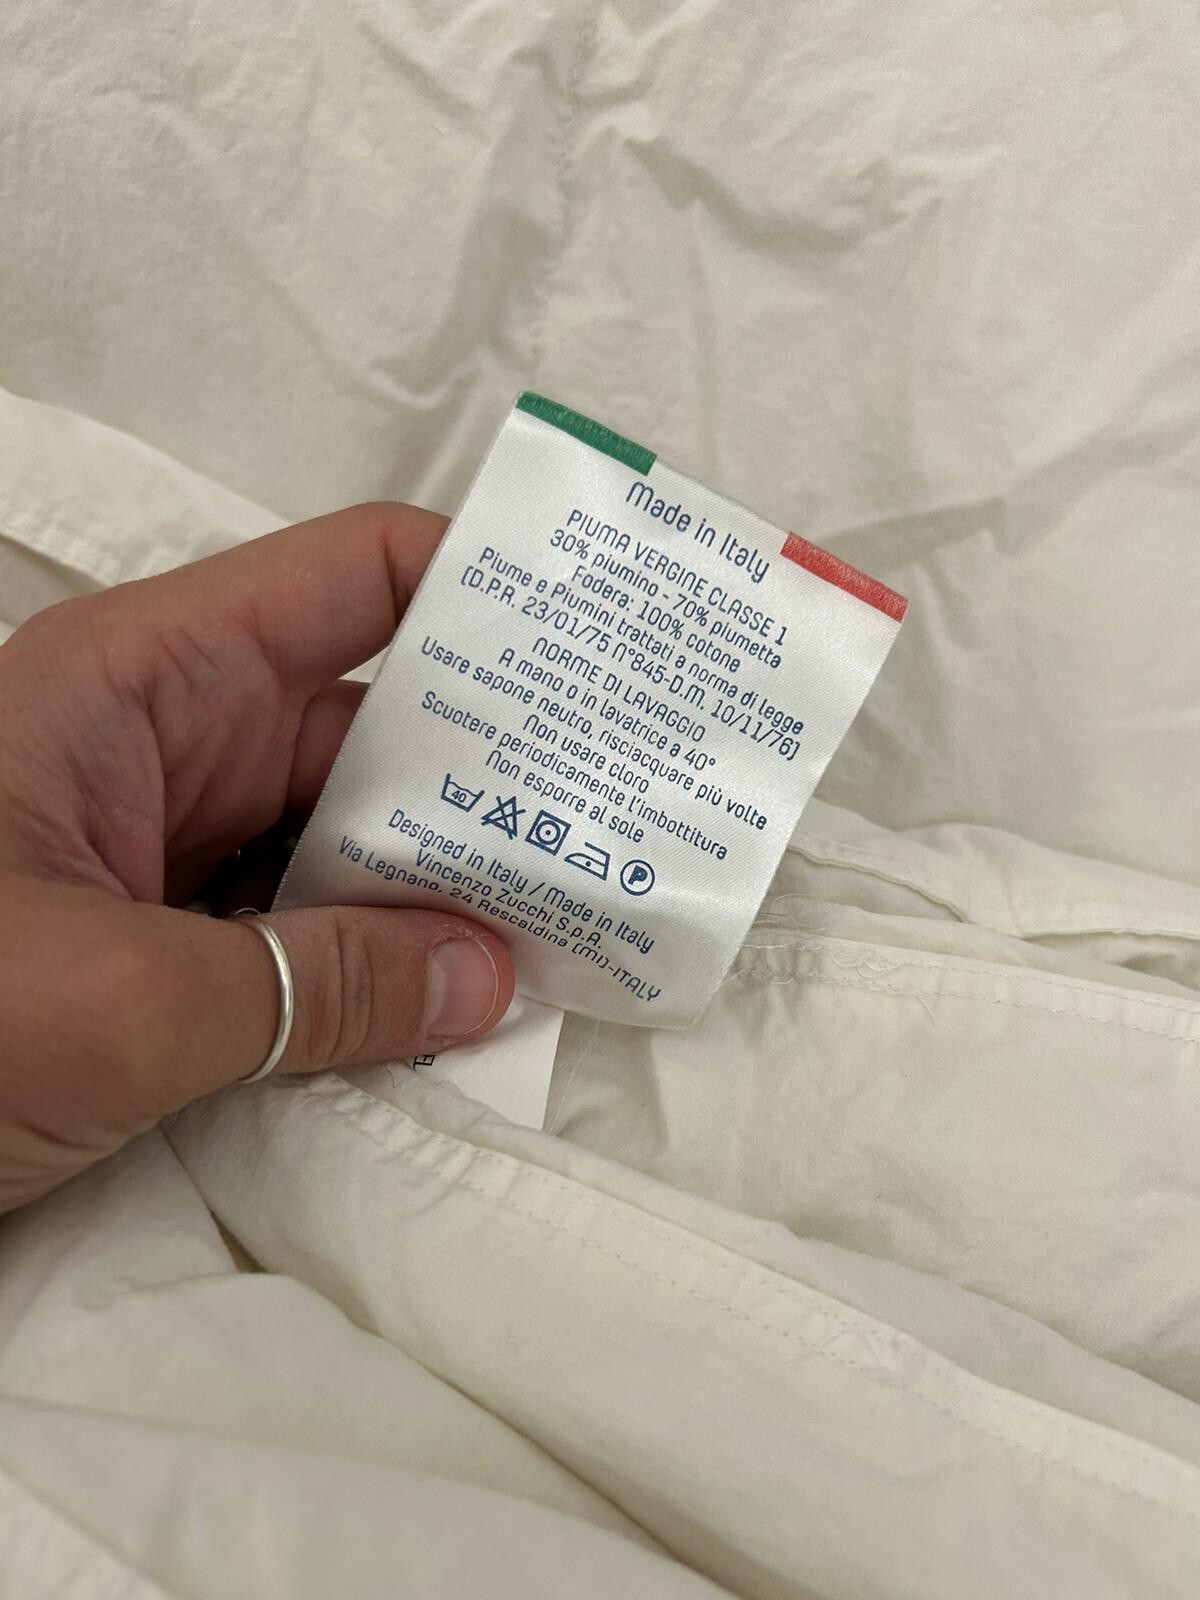 Made in Italy
PIUMA VERGINE CLASSE 1
30% piumino - 70% piumetta
Fodera: 100% cotone
Piume e Piumini trattati a norma di legge
(D.P.R. 23/01/75 N°845-D.M. 10/11/76)
NORME DI LAVAGGIO
A mano o in lavatrice a 40°
Usare sapone neutro, risciacquare più volte
Non usare cloro
Scuotere periodicamente l'imbottitura
Non esporre al sole
40 P
Designed in Italy / Made in Italy
Vincenzo Zucchi S.p.A.
Via Legnano, 24 Rescaldina (MI)-ITALY